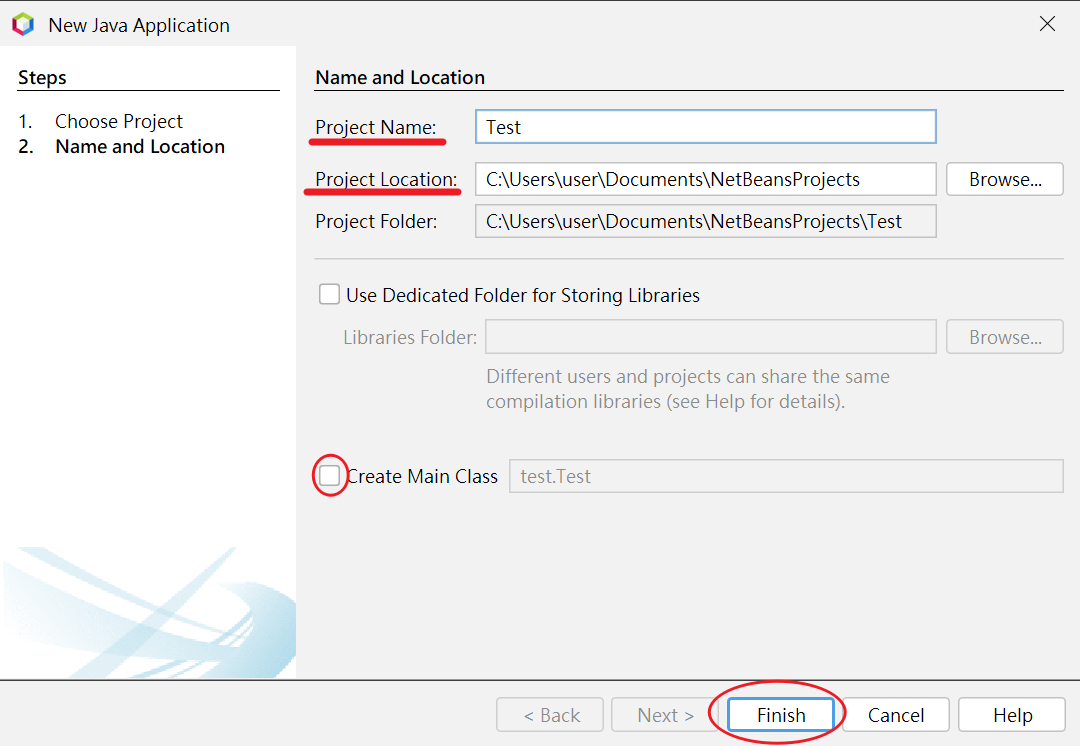 New Java Application
Steps
1. Choose Project
2. Name and Location
Name and Location
Project Name: Test
Project Location: C:\Users\user\Documents\NetBeansProjects Browse...
Project Folder: C:\Users\user\Documents\NetBeansProjects\Test
Use Dedicated Folder for Storing Libraries
Libraries Folder: Browse...
Different users and projects can share the same
compilation libraries (see Help for details).
Create Main Class test.Test
< Back Next > Finish Cancel Help